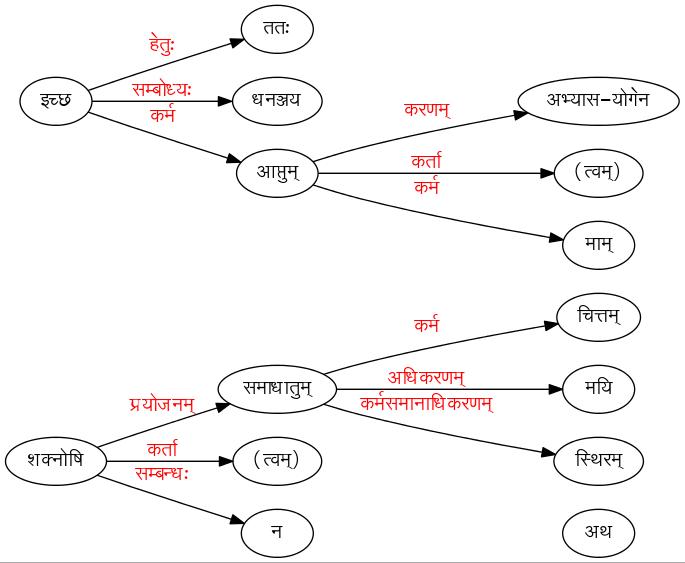 ततः
हेतुः
इच्छ
सम्बोध्यः
धनञ्जय
कर्म
करणम्
अभ्यास-योगेन
आप्तुम्
कर्ता
(त्वम्)
कर्म
माम्
चित्तम्
कर्म
समाधातुम्
अधिकरणम्
मयि
कर्मसमानाधिकरणम्
प्रयोजनम्
शक्नोषि
कर्ता
(त्वम्)
स्थिरम्
सम्बन्धः
न
अथ